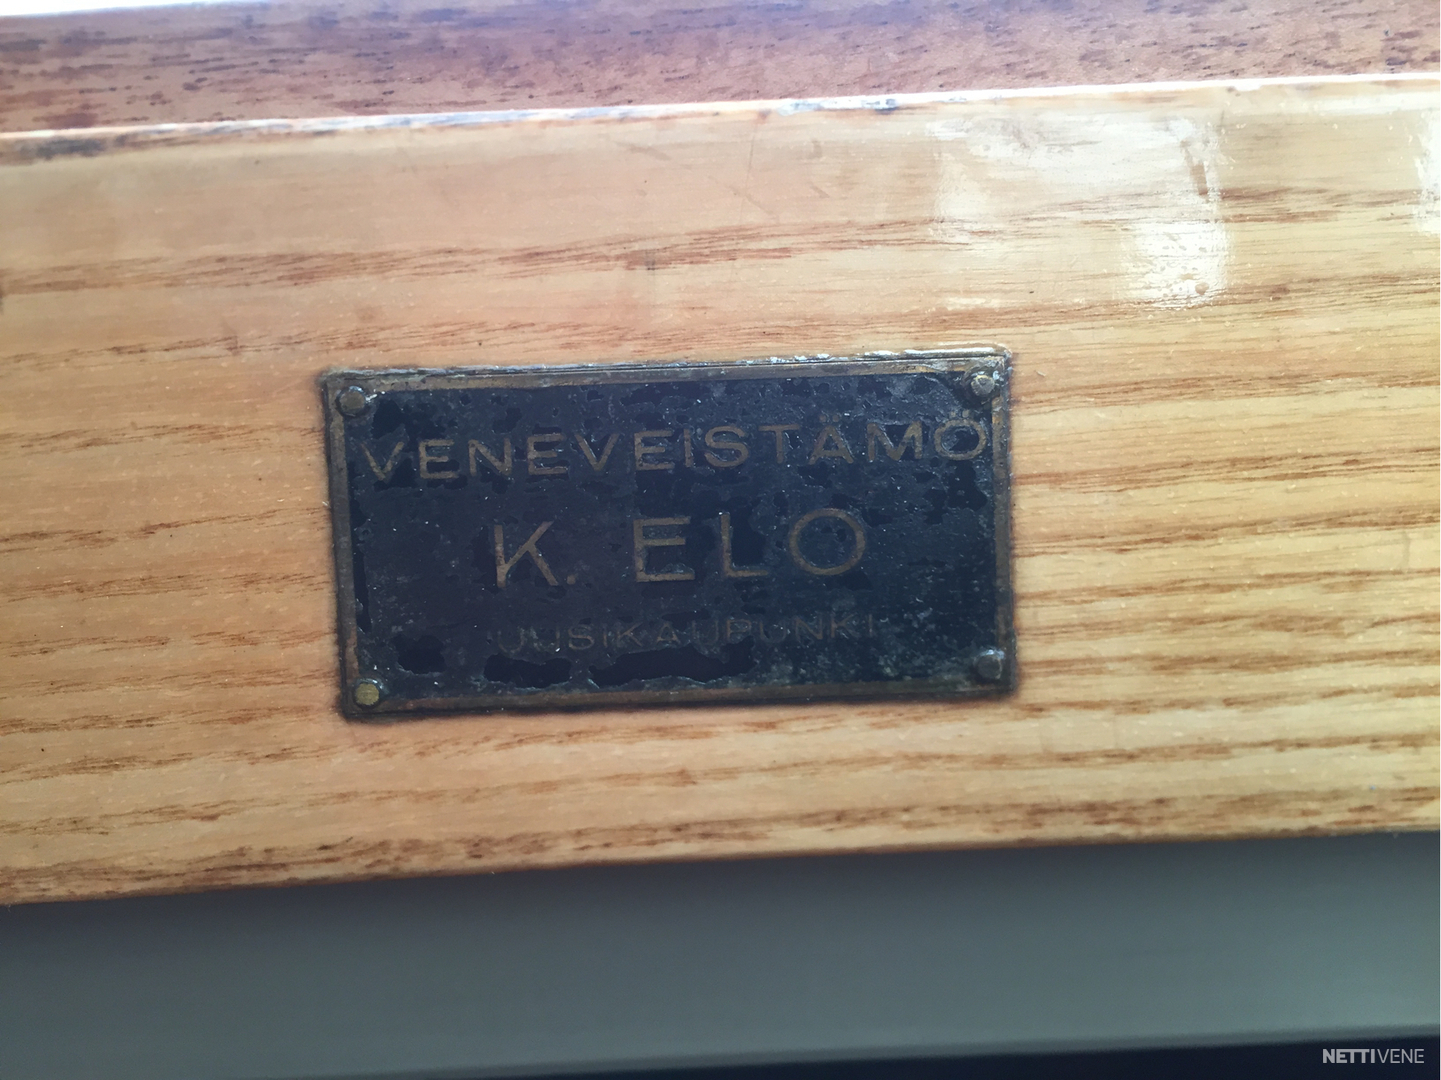 VENEVEISTÄMÖ
K. ELO
UUSIKAUPUNKI
NETTIVENE